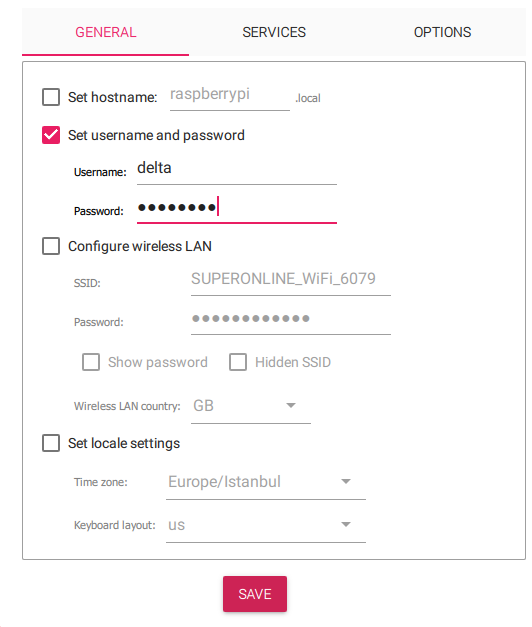 GENERAL SERVICES OPTIONS
Set hostname: raspberrypi .local
Set username and password
Username: delta
Password: ●●●●●●●●
Configure wireless LAN
SSID: SUPERONLINE_WiFi_6079
Password: ●●●●●●●●●●●●
Show password Hidden SSID
Wireless LAN country: GB
Set locale settings
Time zone: Europe/Istanbul
Keyboard layout: us
SAVE